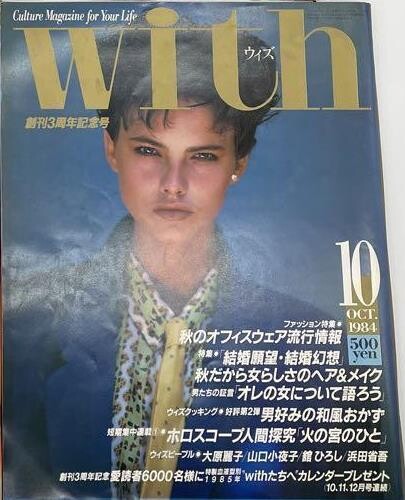 Culture Magazine for Your Life
with
ウィズ
創刊3周年記念号
10
OCT.
1984
500
yen
ファッション特集*
秋のオフィスウェア流行情報
特集*「結婚願望・結婚幻想」
秋だから女らしさのヘア&メイク
男たちの証言「オレの女について語ろう」
ウィズクッキング*好評第2弾 男好みの和風おかず
短期集中連載① *ホロスコープ人間探究「火の宮のひと」
ウィズピープル*大原麗子/山口小夜子/舘ひろし/浜田省吾
創刊3周年記念愛読者6000名様に特製血液型別1985年"withたちへ"カレンダープレゼント
(10.11.12月号連続)